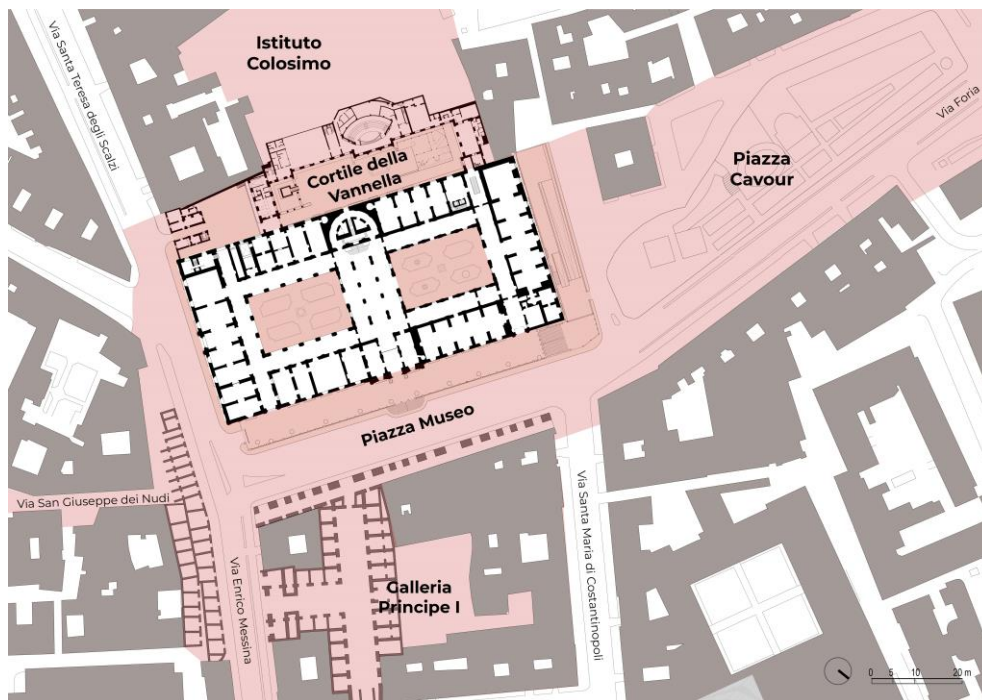 Istituto
Colosimo
Via Santa Teresa degli Scalzi
Via Foria
Piazza
Cavour
Cortile della
Vannella
Piazza Museo
Via San Giuseppe dei Nudi
Via Enrico Messina
Via Santa Maria di Costantinopoli
Galleria
Principe I
0 5 10 20 m